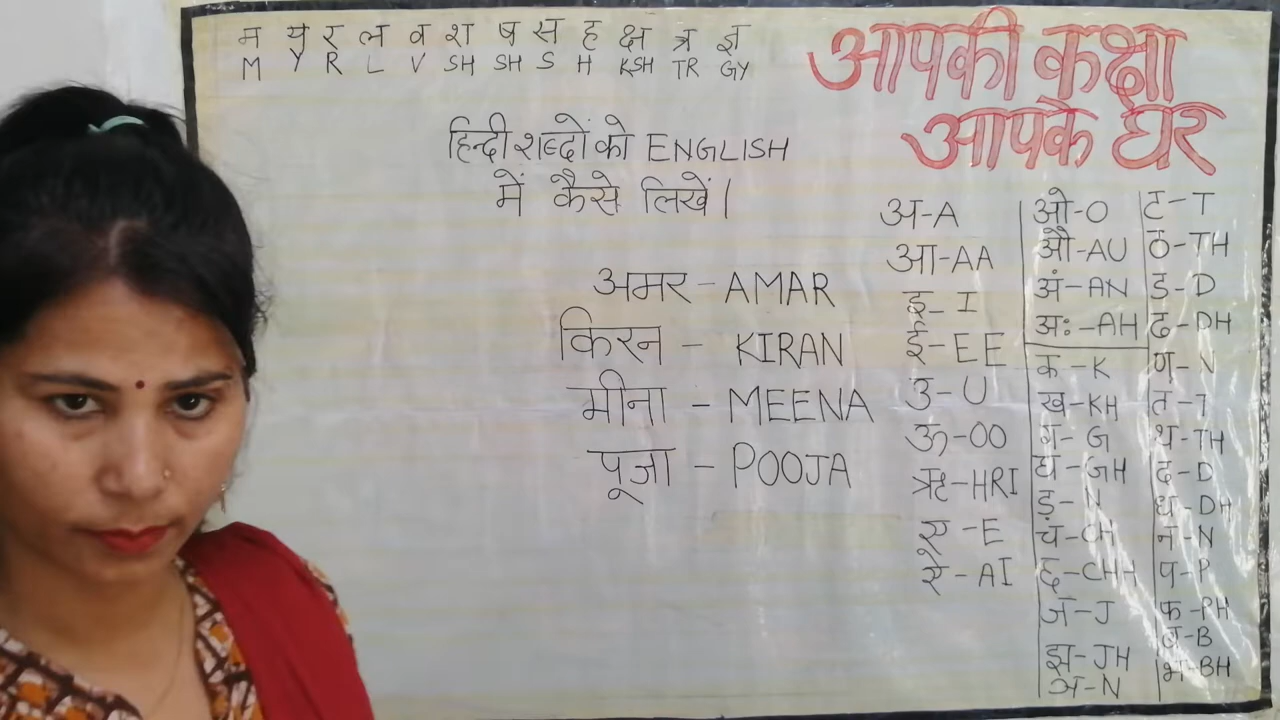 म य र ल व श ष स ह क्ष त्र ज्ञ
M Y R L V SH SH S H KSH TR GY
आपकी कक्षा
आपके घर
हिन्दी शब्दों को ENGLISH
में कैसे लिखें।
अमर - AMAR
किरन - KIRAN
मीना - MEENA
पूजा - POOJA
अ-A
आ-AA
इ-I
ई-EE
उ-U
ऊ-OO
ऋ-HRI
ए-E
ऐ-AI
ओ-O
औ-AU
अं-AN
अः-AH
क-K
ख-KH
ग-G
घ-GH
ड़-N
च-CH
छ-CHH
ज-J
झ-JH
ञ-N
ट-T
ठ-TH
ड-D
ढ-DH
ण-N
त-T
थ-TH
द-D
ध-DH
न-N
प-P
फ-PH
ब-B
भ-BH